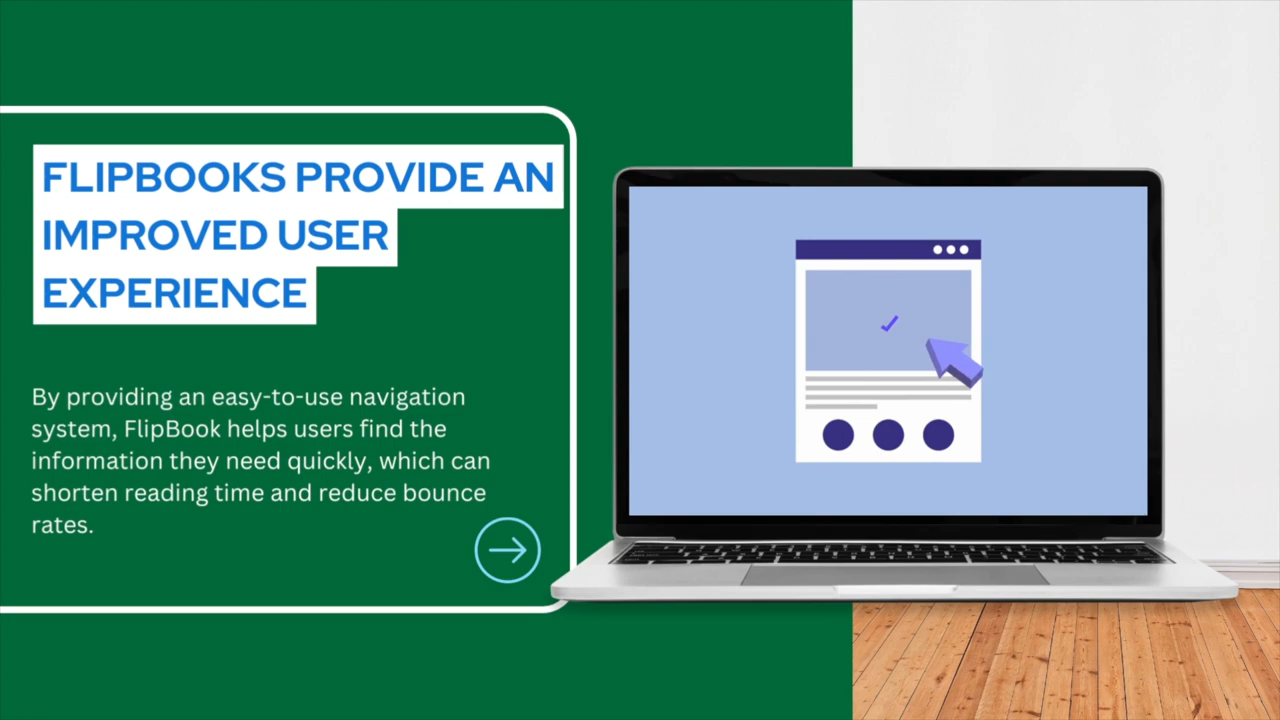 FLIPBOOKS PROVIDE AN
IMPROVED USER
EXPERIENCE
By providing an easy-to-use navigation
system, FlipBook helps users find the
information they need quickly, which can
shorten reading time and reduce bounce
rates.